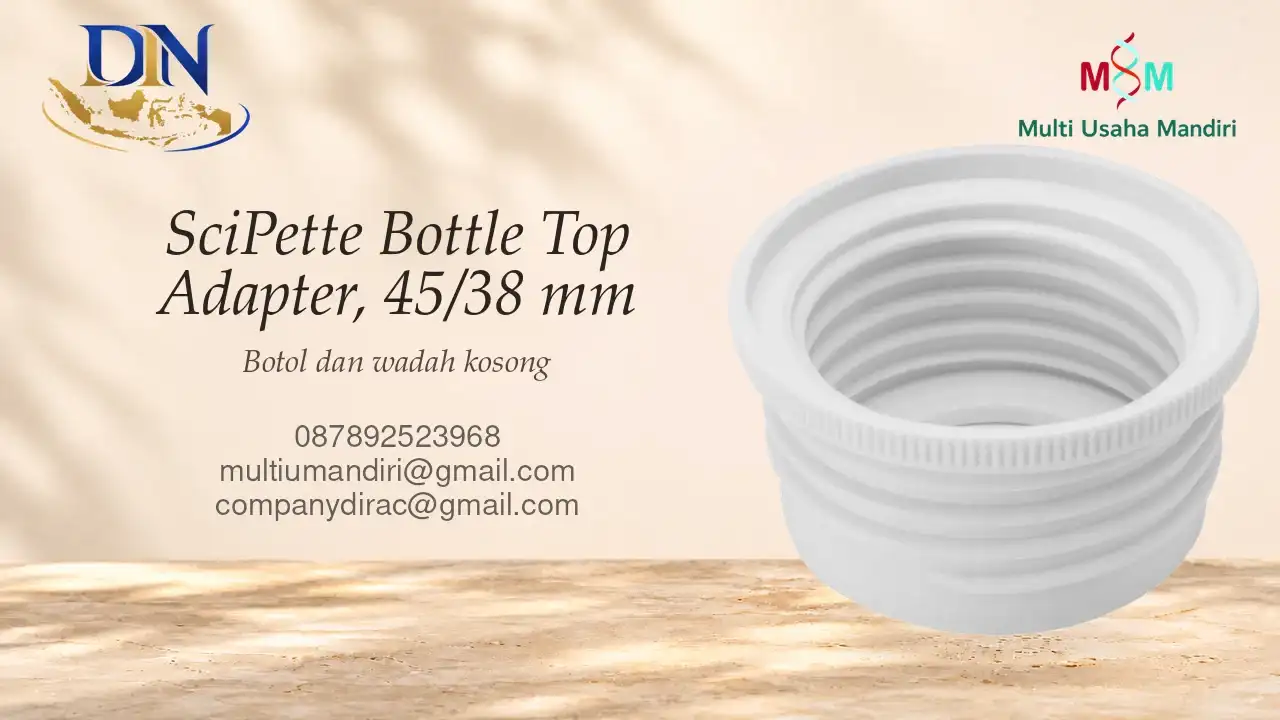 DN
M M
Multi Usaha Mandiri
SciPette Bottle Top
Adapter, 45/38 mm
Botol dan wadah kosong
087892523968
multiumandiri@gmail.com
companydirac@gmail.com